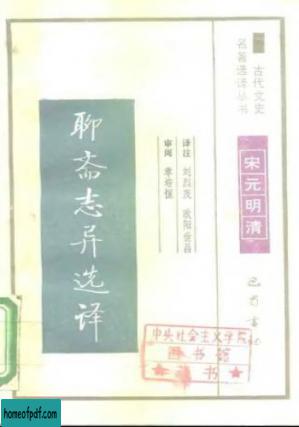 古代文史
名著选译丛书
宋元明清
聊斋志异选译
译注 刘烈茂 欧阳世昌
审阅 章培恒
巴蜀书社
中央社会主义学院
图书馆
★藏书★
homeofpdf.com